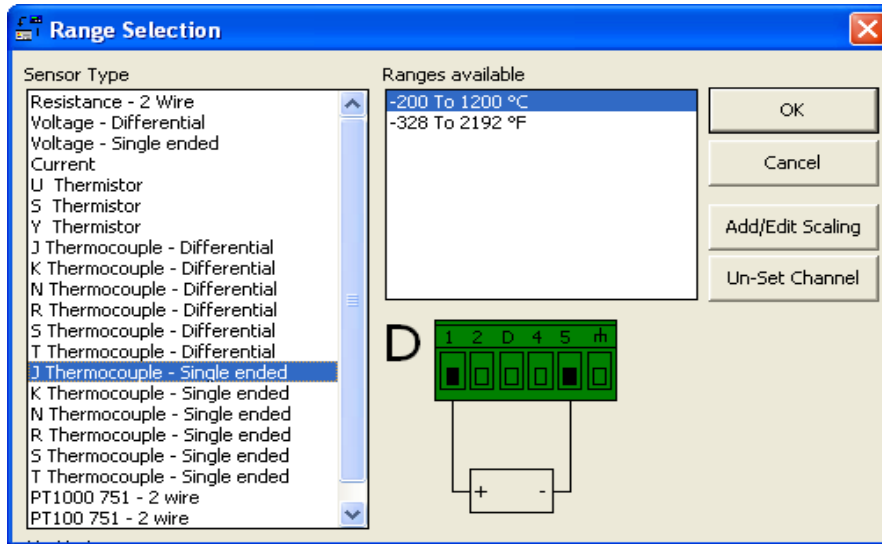 Range Selection
Sensor Type
Resistance - 2 Wire
Voltage - Differential
Voltage - Single ended
Current
U Thermistor
S Thermistor
Y Thermistor
J Thermocouple - Differential
K Thermocouple - Differential
N Thermocouple - Differential
R Thermocouple - Differential
S Thermocouple - Differential
T Thermocouple - Differential
J Thermocouple - Single ended
K Thermocouple - Single ended
N Thermocouple - Single ended
R Thermocouple - Single ended
S Thermocouple - Single ended
T Thermocouple - Single ended
PT1000 751 - 2 wire
PT100 751 - 2 wire
Ranges available
-200 To 1200 °C
-328 To 2192 °F
OK
Cancel
Add/Edit Scaling
Un-Set Channel
D
1 2 D 4 5
+ -